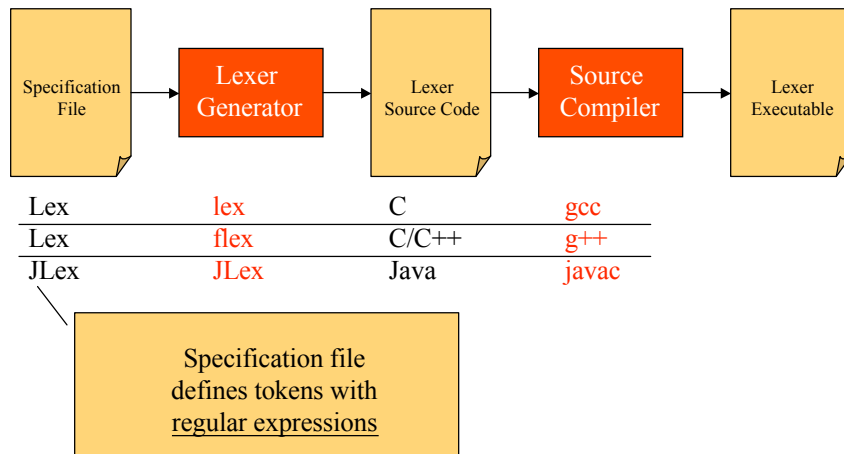 Specification
File
Lexer
Generator
Lexer
Source Code
Source
Compiler
Lexer
Executable
Lex lex C gcc
Lex flex C/C++ g++
JLex JLex Java javac
Specification file
defines tokens with
regular expressions